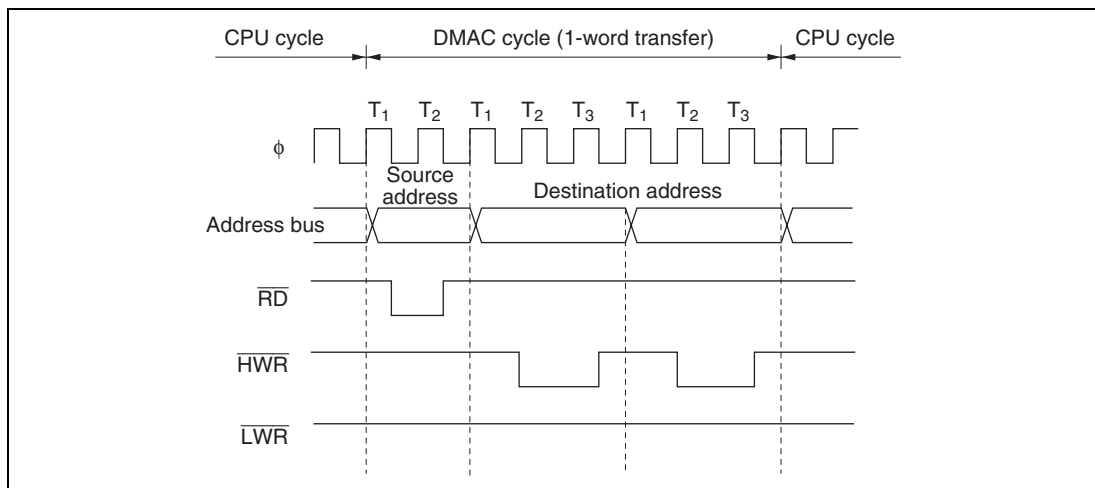 CPU cycle DMAC cycle (1-word transfer) CPU cycle
T1 T2 T1 T2 T3 T1 T2 T3
ϕ
Source
address
Destination address
Address bus
RD
HWR
LWR